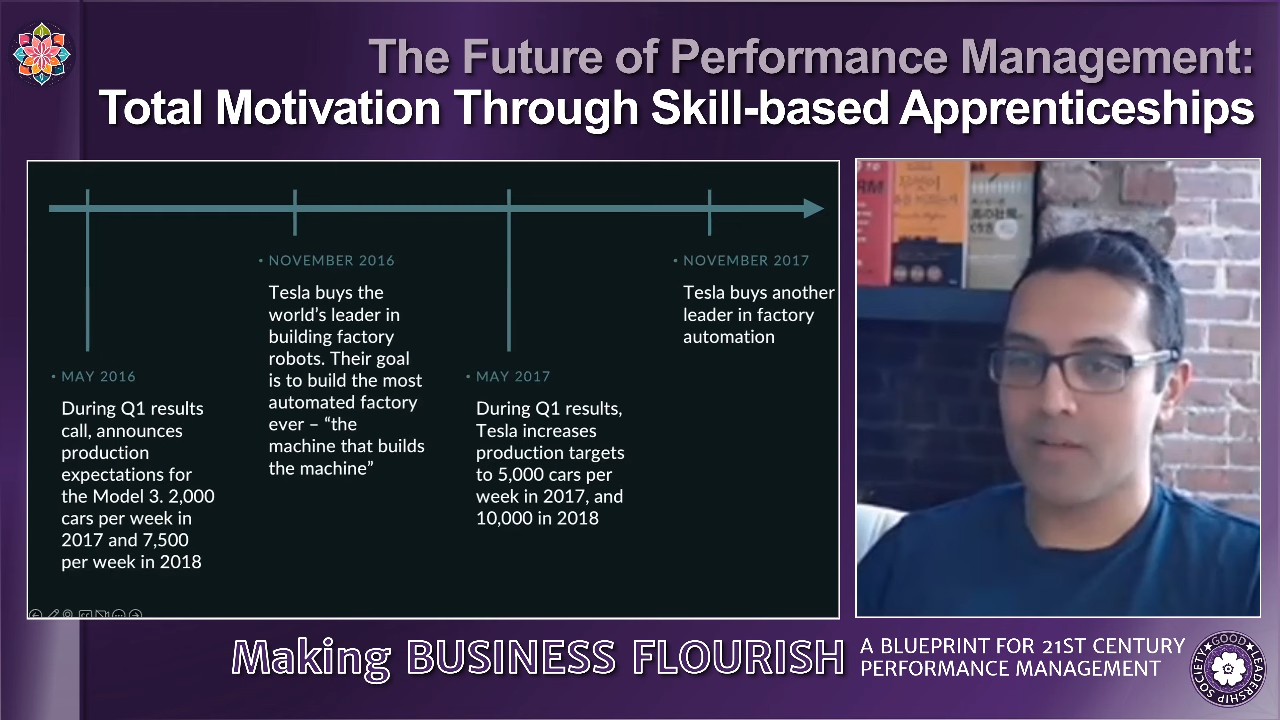 The Future of Performance Management:
Total Motivation Through Skill-based Apprenticeships
• MAY 2016
During Q1 results
call, announces
production
expectations for
the Model 3. 2,000
cars per week in
2017 and 7,500
per week in 2018
• NOVEMBER 2016
Tesla buys the
world’s leader in
building factory
robots. Their goal
is to build the most
automated factory
ever – “the
machine that builds
the machine”
• MAY 2017
During Q1 results,
Tesla increases
production targets
to 5,000 cars per
week in 2017, and
10,000 in 2018
• NOVEMBER 2017
Tesla buys another
leader in factory
automation
Making BUSINESS FLOURISH
A BLUEPRINT FOR 21ST CENTURY
PERFORMANCE MANAGEMENT
GOOD LEADERSHIP SOCIETY